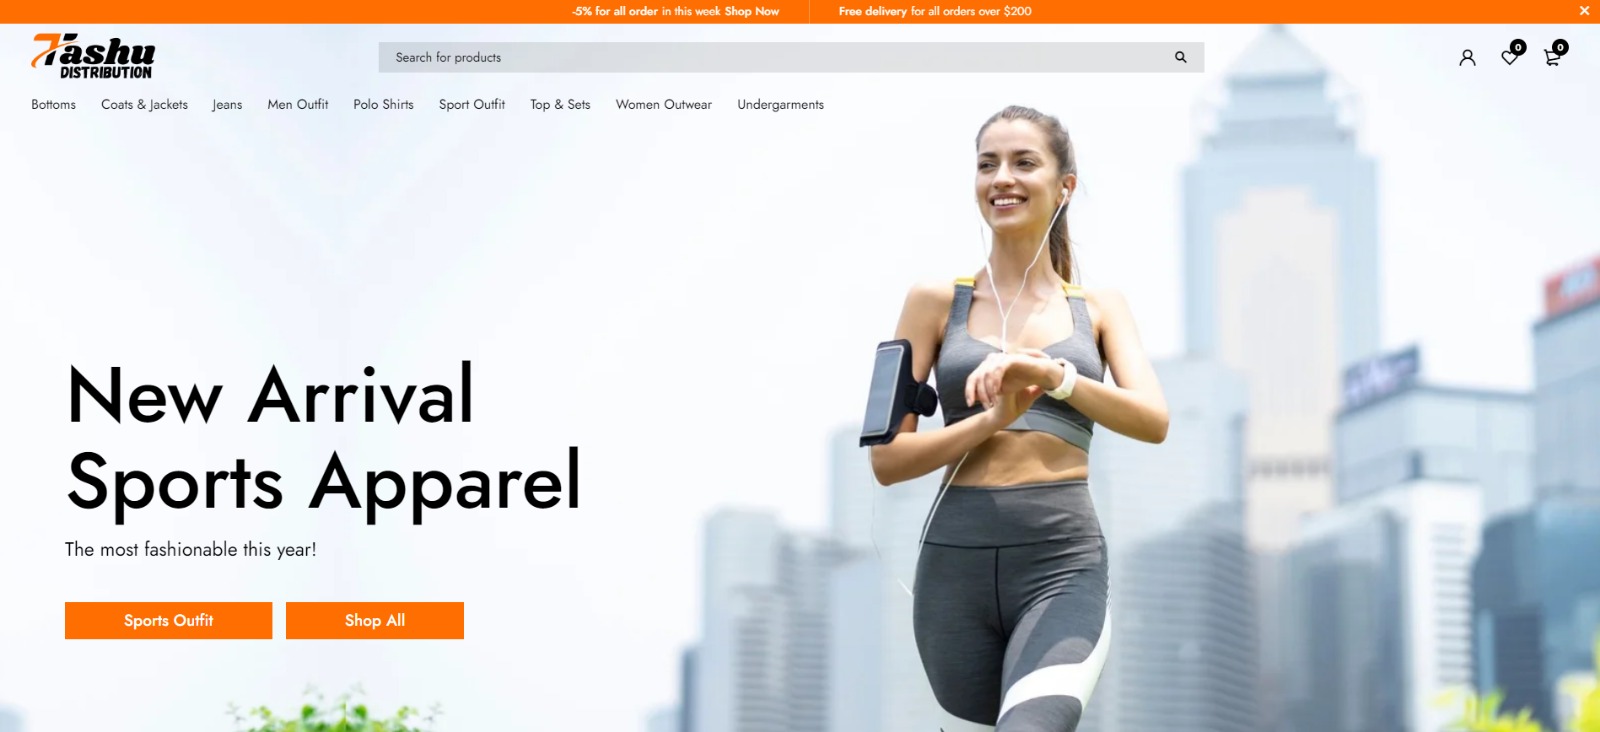 -5% for all order in this week Shop Now
Free delivery for all orders over $200
Tashu
DISTRIBUTION
Search for products
0
0
Bottoms
Coats & Jackets
Jeans
Men Outfit
Polo Shirts
Sport Outfit
Top & Sets
Women Outwear
Undergarments
New Arrival
Sports Apparel
The most fashionable this year!
Sports Outfit
Shop All